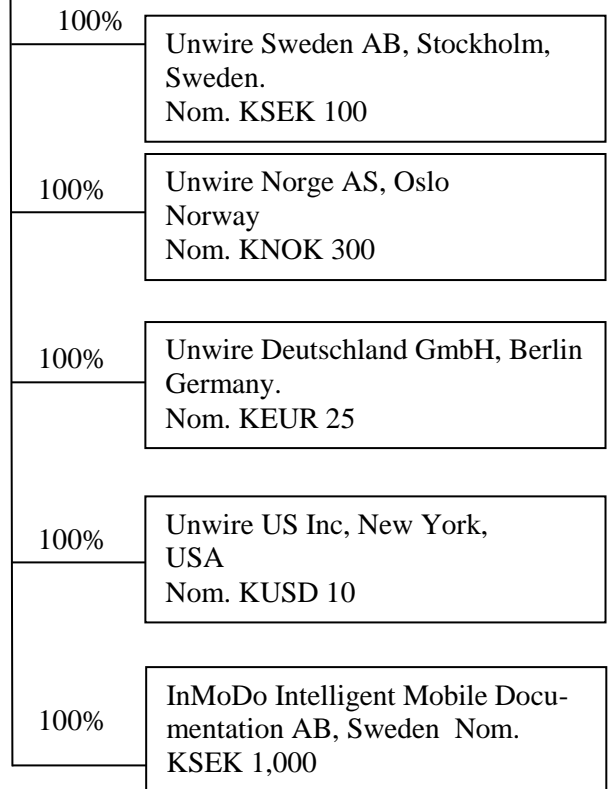 100%
Unwire Sweden AB, Stockholm,
Sweden.
Nom. KSEK 100
100%
Unwire Norge AS, Oslo
Norway
Nom. KNOK 300
100%
Unwire Deutschland GmbH, Berlin
Germany.
Nom. KEUR 25
100%
Unwire US Inc, New York,
USA
Nom. KUSD 10
100%
InMoDo Intelligent Mobile Docu-
mentation AB, Sweden  Nom.
KSEK 1,000